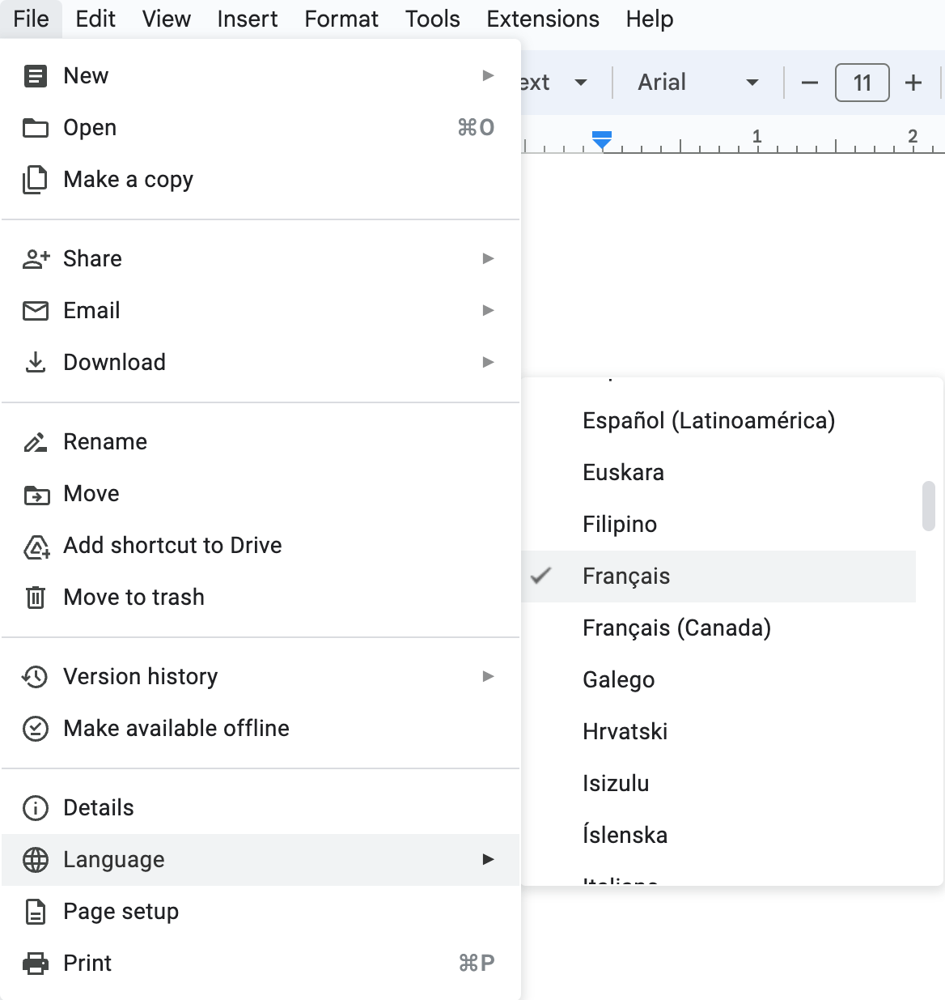 File Edit View Insert Format Tools Extensions Help
New
Open ⌘O
Make a copy
Share
Email
Download
Rename
Move
Add shortcut to Drive
Move to trash
Version history
Make available offline
Details
Language
Page setup
Print ⌘P
Arial 11
1 2
Español (Latinoamérica)
Euskara
Filipino
Français
Français (Canada)
Galego
Hrvatski
Isizulu
Íslenska